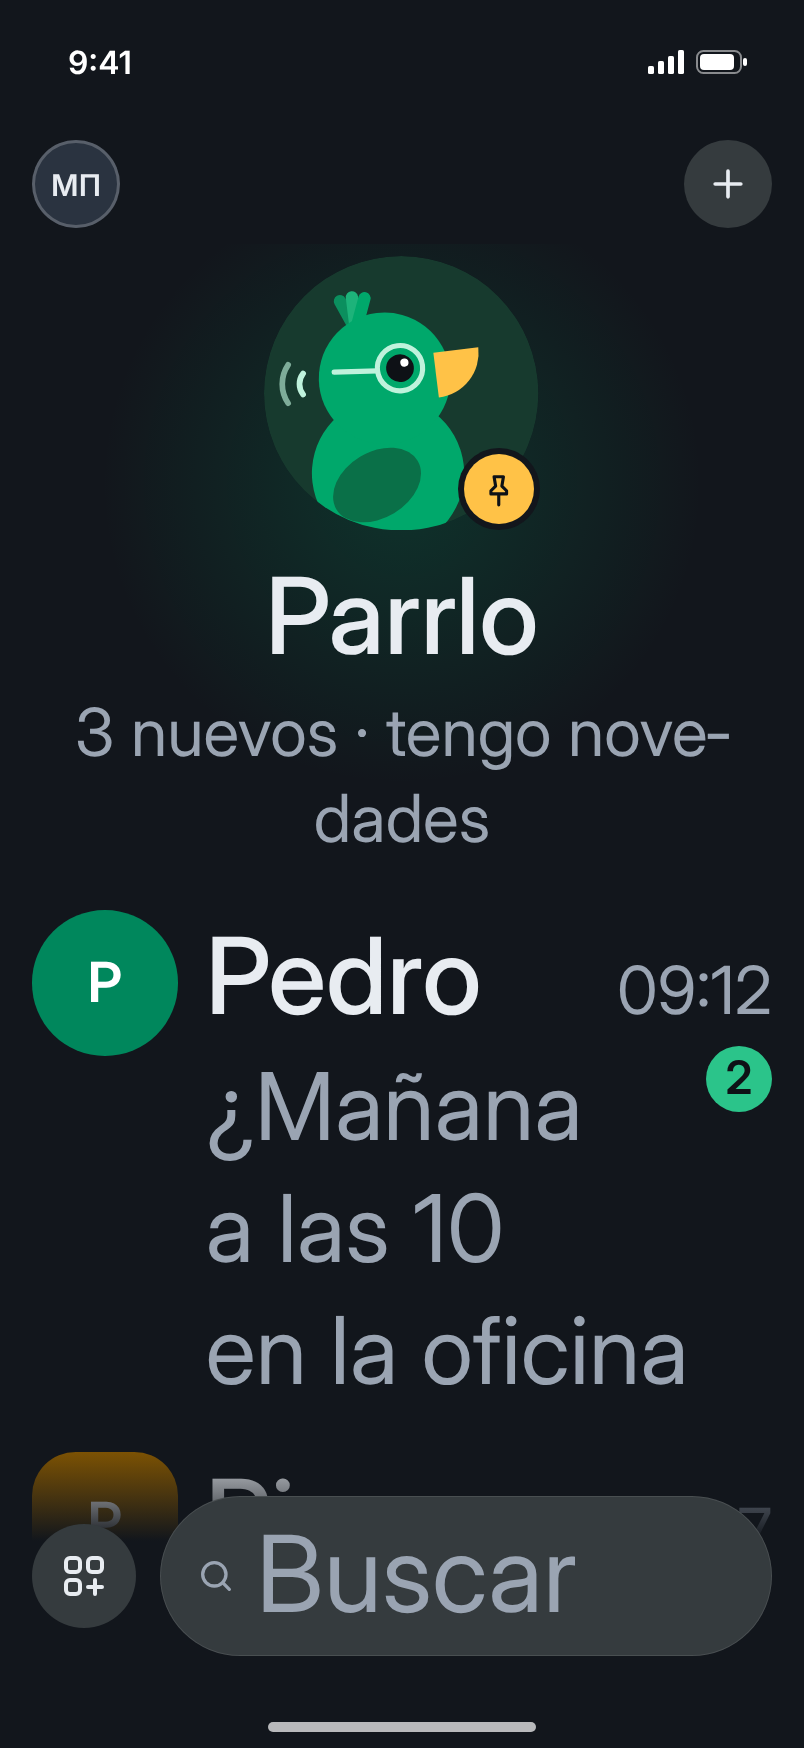 9:41
МП
Parrlo
3 nuevos · tengo nove-
dades
P
Pedro
09:12
¿Mañana
2
a las 10
en la oficina
Buscar